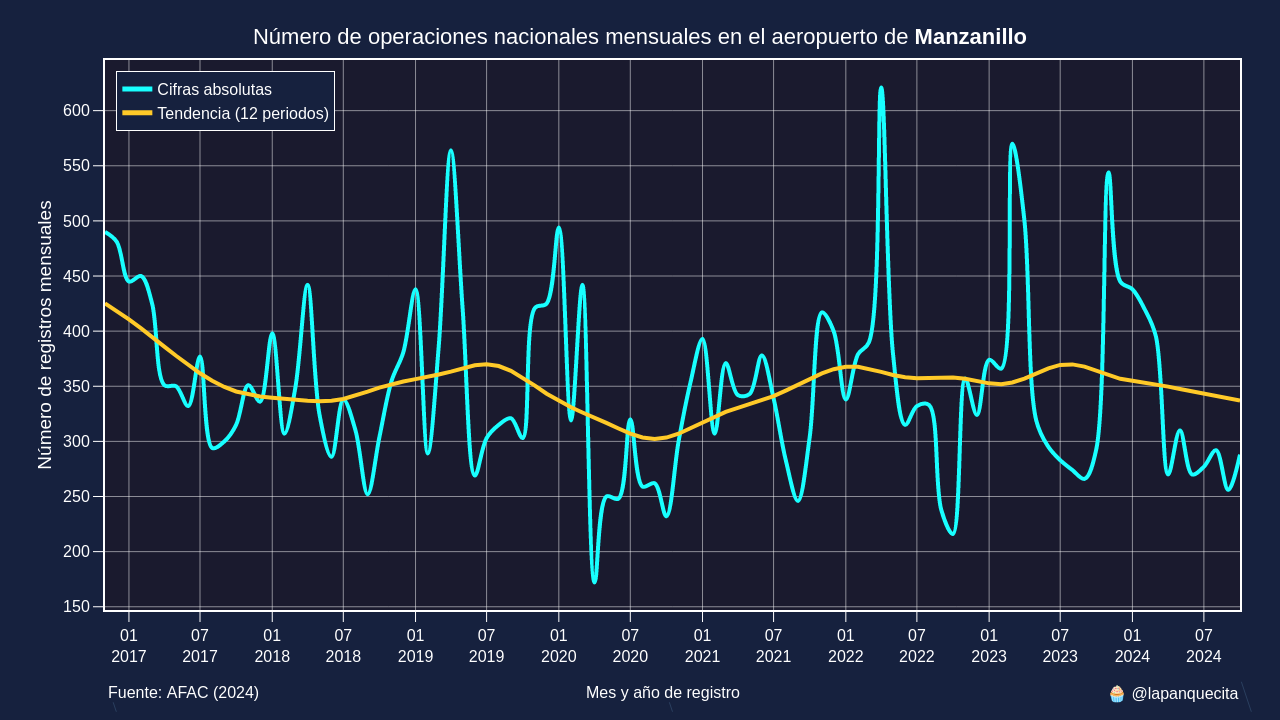 Número de operaciones nacionales mensuales en el aeropuerto de Manzanillo
Cifras absolutas
Tendencia (12 periodos)
Número de registros mensuales
600
550
500
450
400
350
300
250
200
150
01 07 01 07 01 07 01 07 01 07 01 07 01 07 01 07
2017 2017 2018 2018 2019 2019 2020 2020 2021 2021 2022 2022 2023 2023 2024 2024
Fuente: AFAC (2024) Mes y año de registro 🧁 @lapanquecita